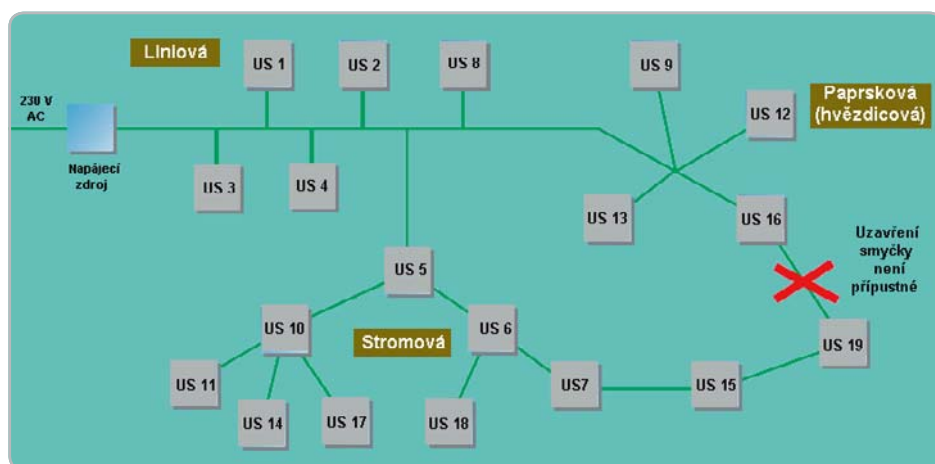 Liniová
US 1
US 2
US 8
US 9
Paprsková
(hvězdicová)
US 12
230 V
AC
Napájecí
zdroj
US 3
US 4
US 13
US 16
Uzavření
smyčky
není
přípustné
US 5
US 10
Stromová
US 6
US 19
US 11
US7
US 15
US 14
US 17
US 18